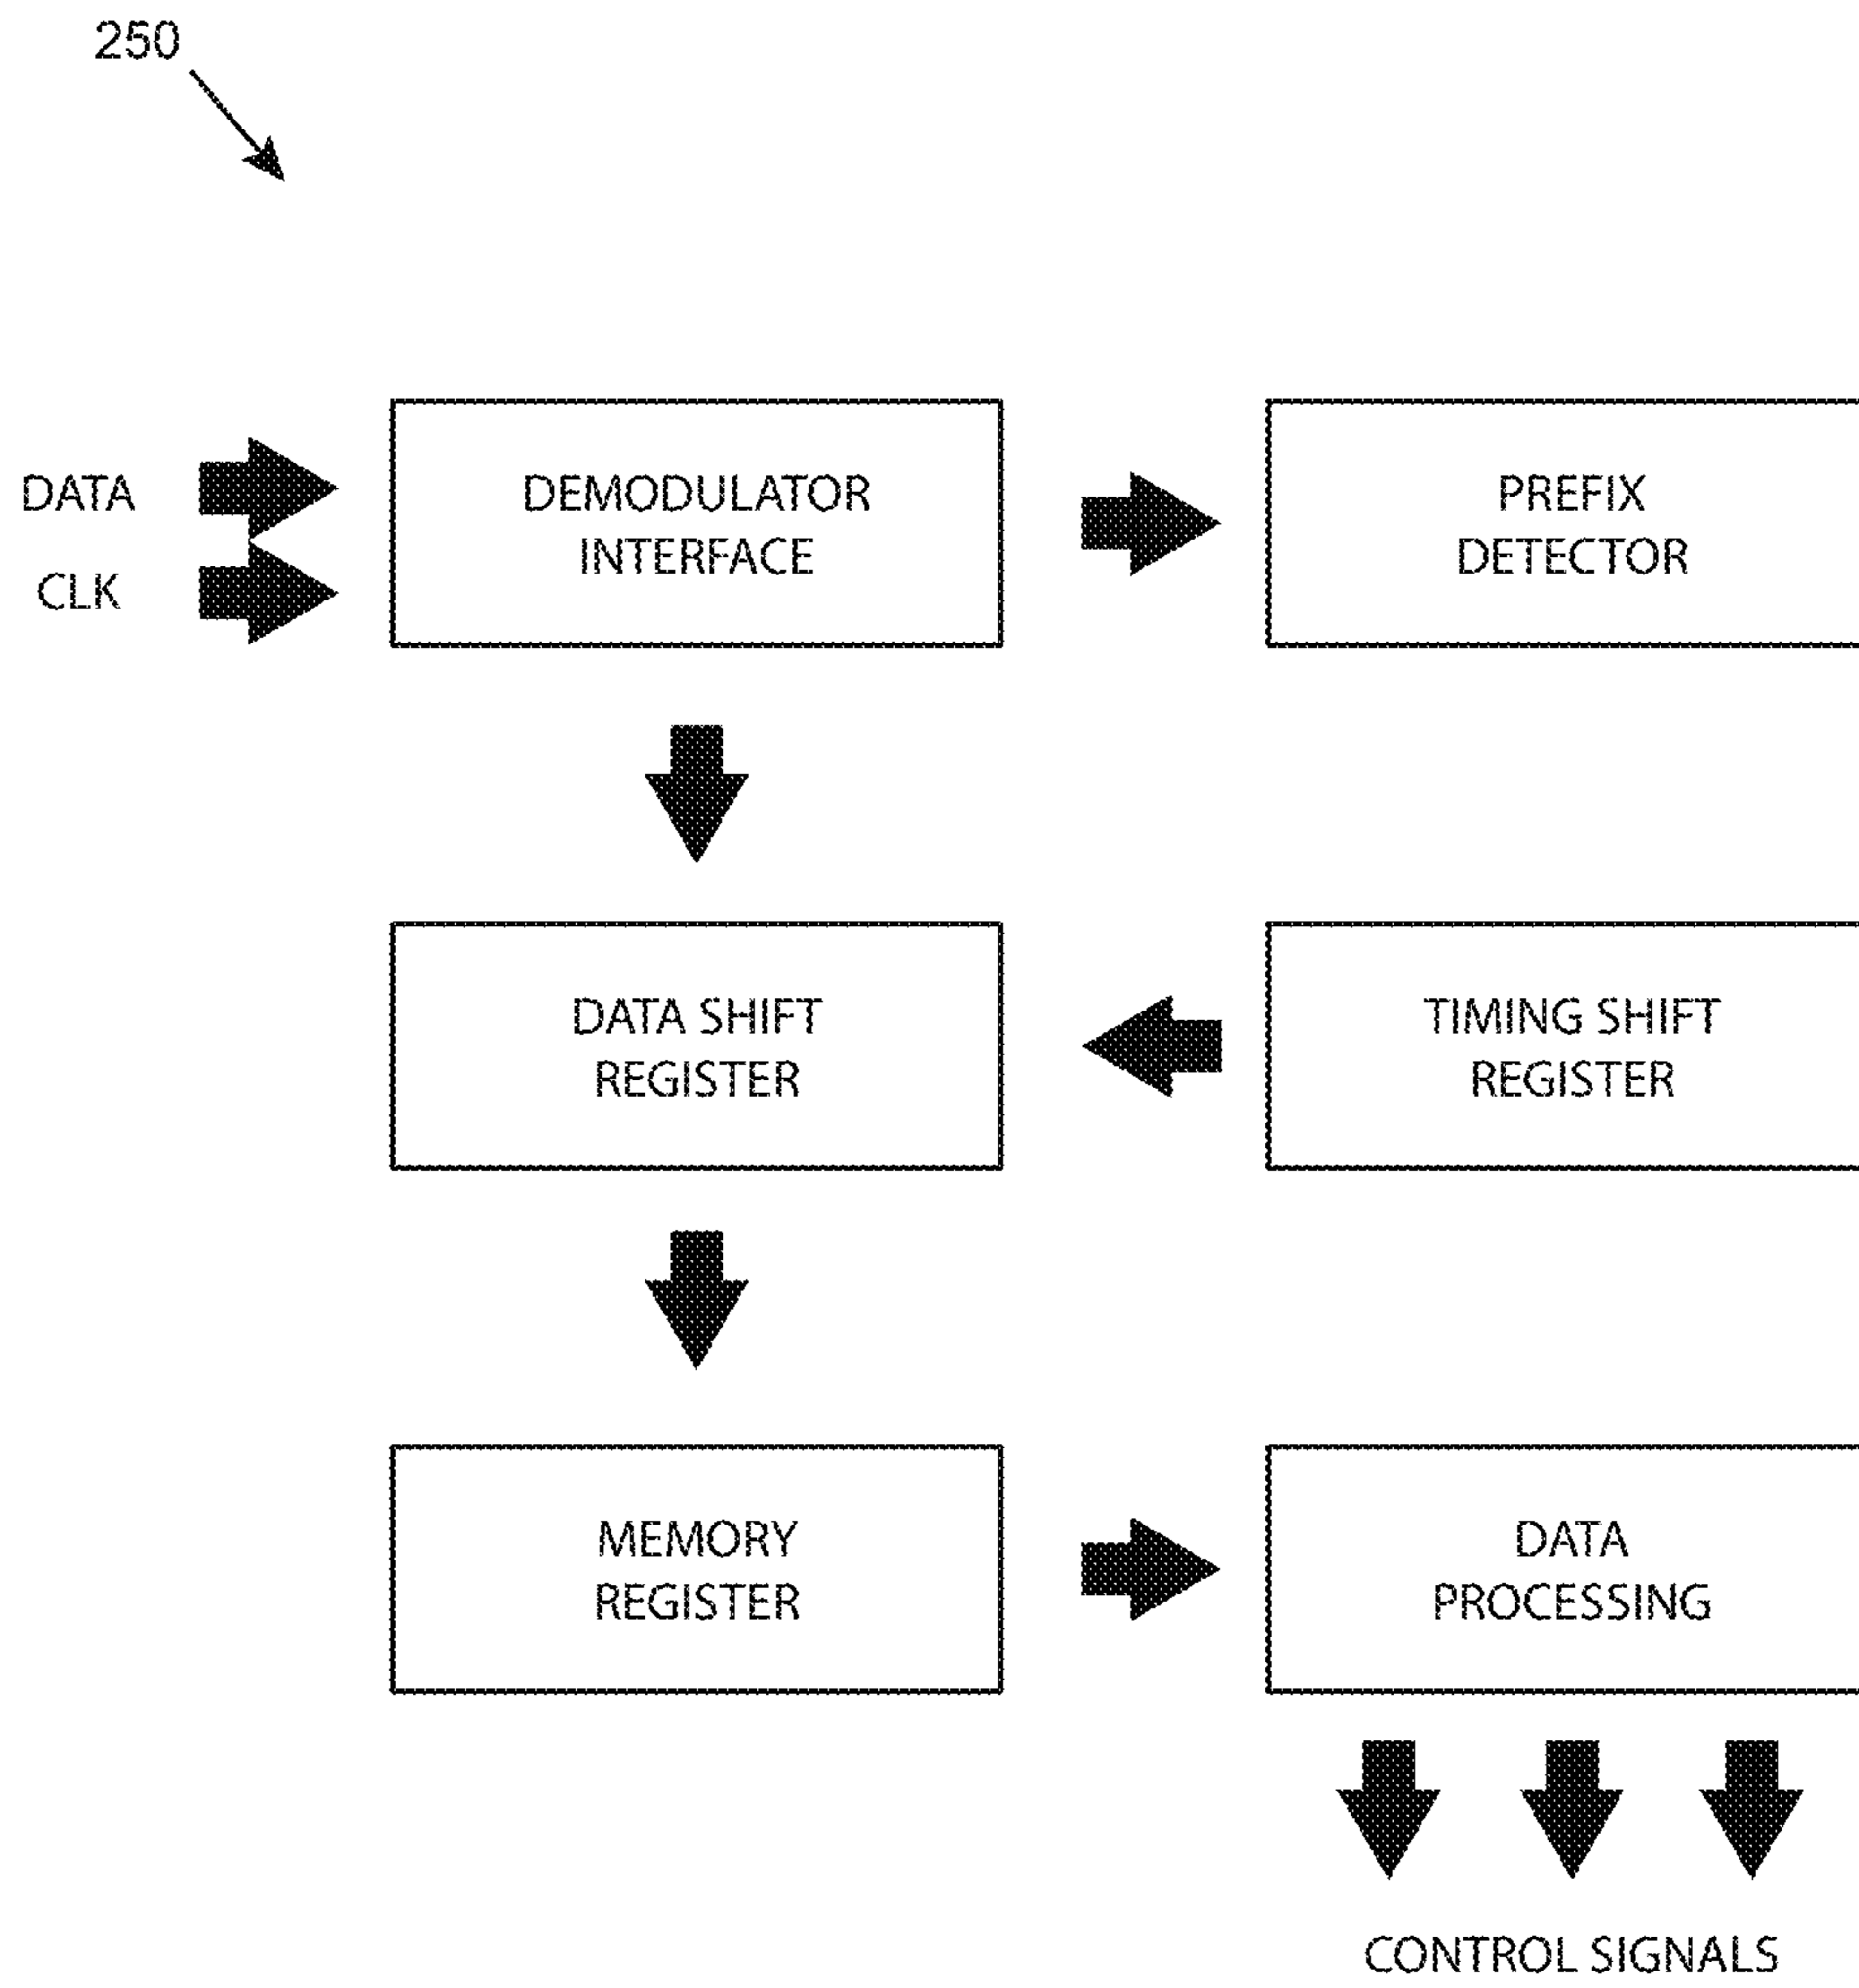 250
DATA
CLK
DEMODULATOR
INTERFACE
PREFIX
DETECTOR
DATA SHIFT
REGISTER
TIMING SHIFT
REGISTER
MEMORY
REGISTER
DATA
PROCESSING
CONTROL SIGNALS